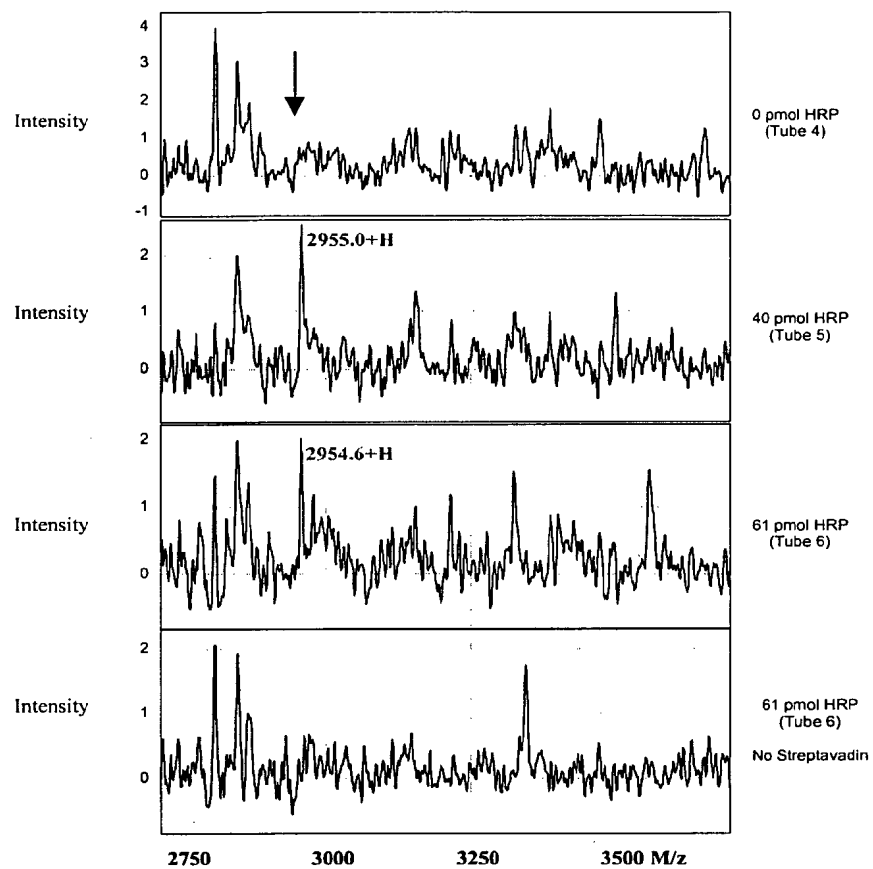 4
3
2
1
0
-1
Intensity
0 pmol HRP
(Tube 4)
2955.0+H
2
1
0
Intensity
40 pmol HRP
(Tube 5)
2954.6+H
2
1
0
Intensity
61 pmol HRP
(Tube 6)
2
1
0
Intensity
61 pmol HRP
(Tube 6)
No Streptavadin
2750 3000 3250 3500 M/z